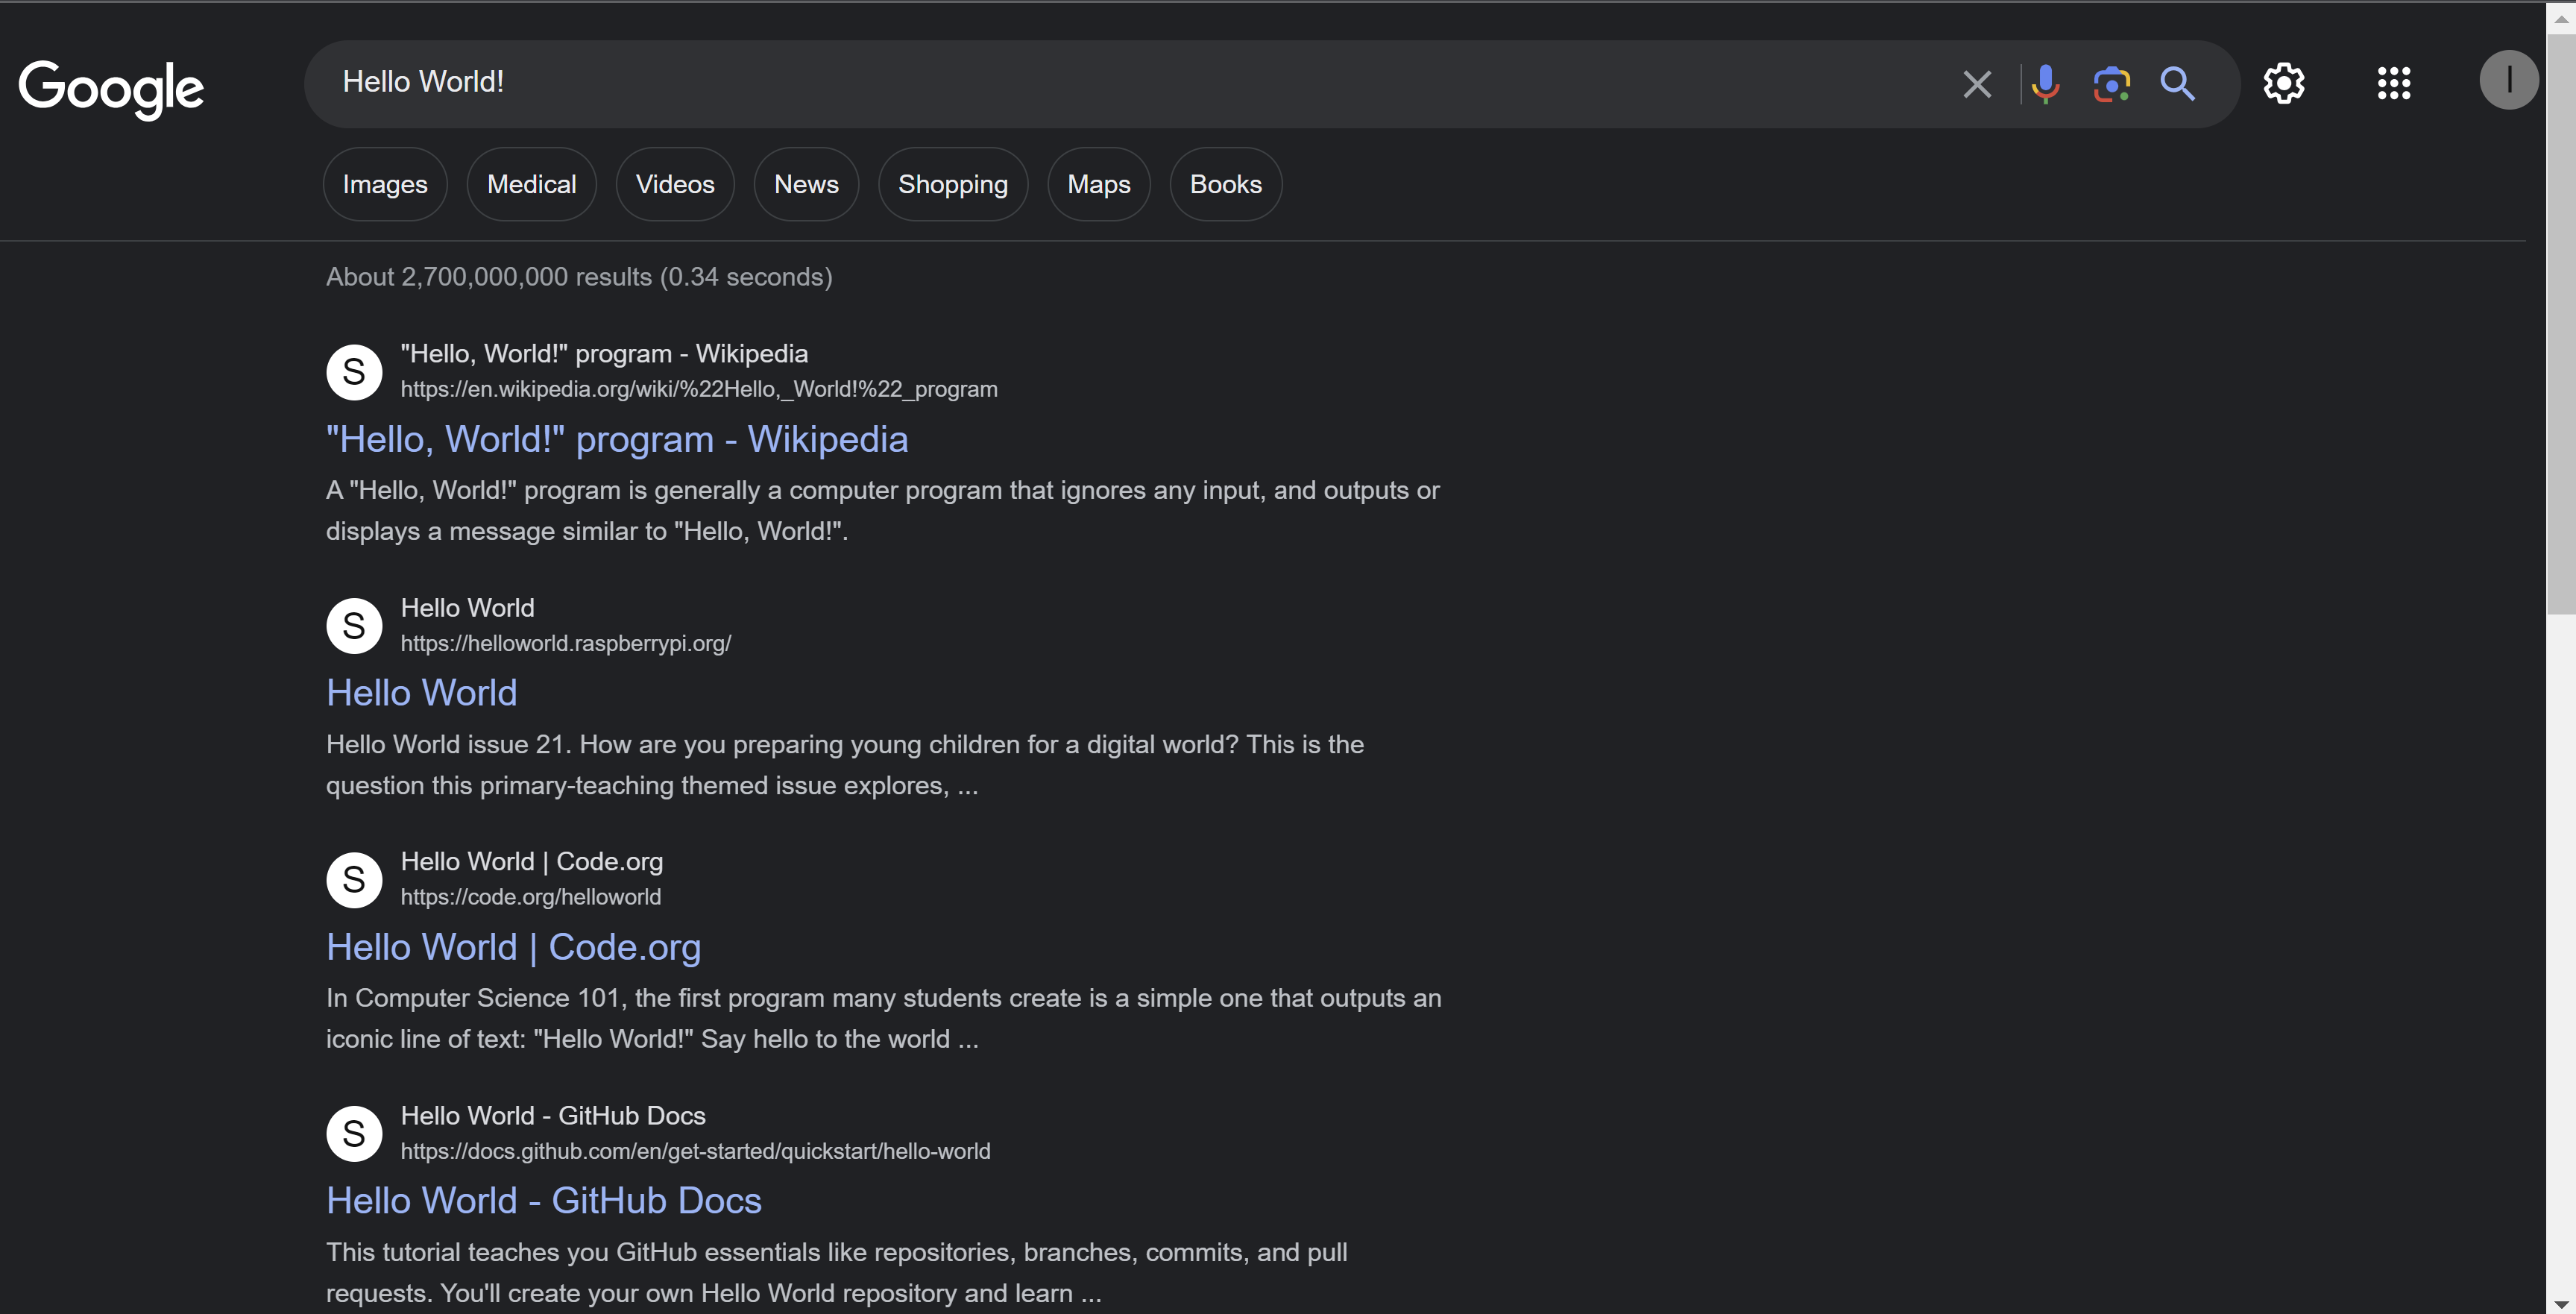 Google
Hello World!
I
Images Medical Videos News Shopping Maps Books
About 2,700,000,000 results (0.34 seconds)
S
"Hello, World!" program - Wikipedia
https://en.wikipedia.org/wiki/%22Hello,_World!%22_program
"Hello, World!" program - Wikipedia
A "Hello, World!" program is generally a computer program that ignores any input, and outputs or
displays a message similar to "Hello, World!".
S
Hello World
https://helloworld.raspberrypi.org/
Hello World
Hello World issue 21. How are you preparing young children for a digital world? This is the
question this primary-teaching themed issue explores, ...
S
Hello World | Code.org
https://code.org/helloworld
Hello World | Code.org
In Computer Science 101, the first program many students create is a simple one that outputs an
iconic line of text: "Hello World!" Say hello to the world ...
S
Hello World - GitHub Docs
https://docs.github.com/en/get-started/quickstart/hello-world
Hello World - GitHub Docs
This tutorial teaches you GitHub essentials like repositories, branches, commits, and pull
requests. You'll create your own Hello World repository and learn ...